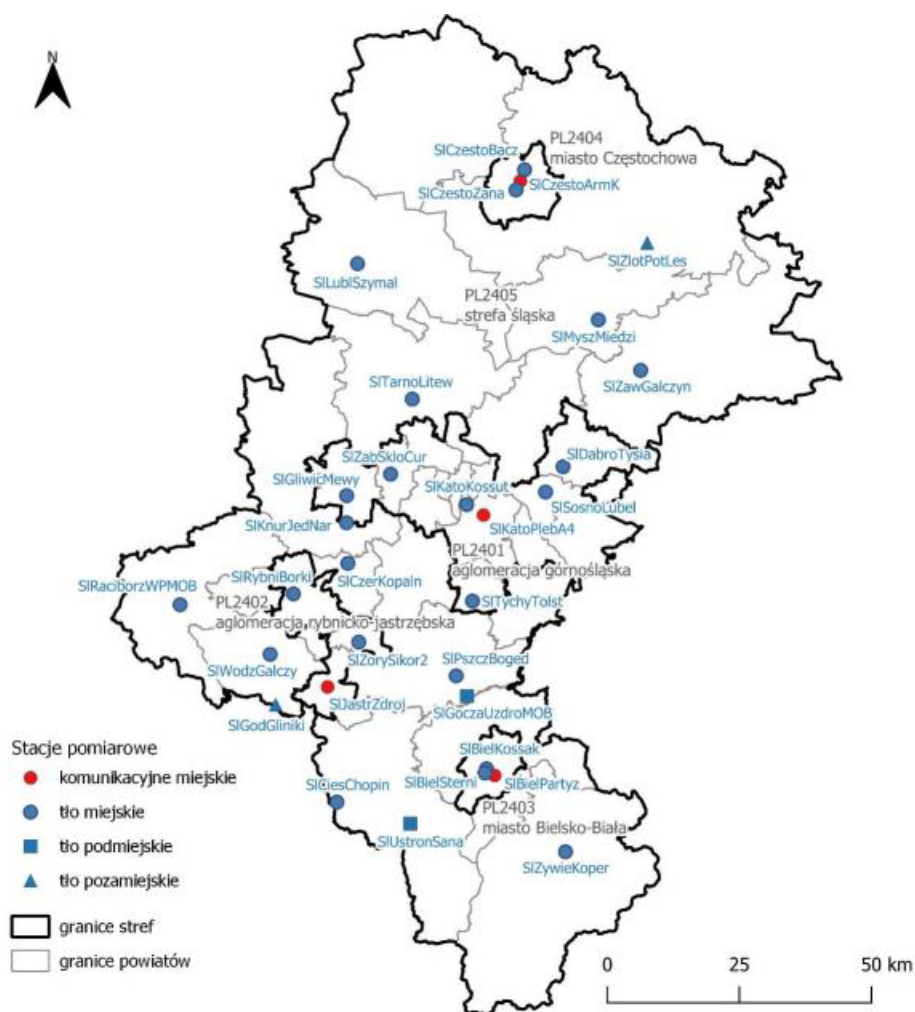 N
PL2404
miasto Częstochowa
SlCzestoBacz
SlCzestoArmK
SlCzestoZana
SlZlotPotLes
SlLublSzymal
PL2405
strefa śląska
SlMyszMiedzi
SlZawGalczyn
SlTarnoLitew
SlDabroTysia
SlZabSkloCur
SlGliwicMewy
SlKatoKossut
SlSosnoLubel
SlKnurJedNar
SlKatoPlebA4
PL2401
aglomeracja górnośląska
SlRaciborzWPMOB
SlRybniBorki
SlCzerKopaln
SlTychyTolst
PL2402
aglomeracja rybnicko-jastrzębska
SlWodzGalczy
SlZorySikor2
SlPszczBoged
SlJastrZdroj
SlGoczaUzdroMOB
SlGodGliniki
SlBielKossak
SlBielSterni
SlBielPartyz
SlCiesChopin
PL2403
miasto Bielsko-Biała
SlUstronSana
SlZywieKoper
Stacje pomiarowe
komunikacyjne miejskie
tło miejskie
tło podmiejskie
tło pozamiejskie
granice stref
granice powiatów
0 25 50 km